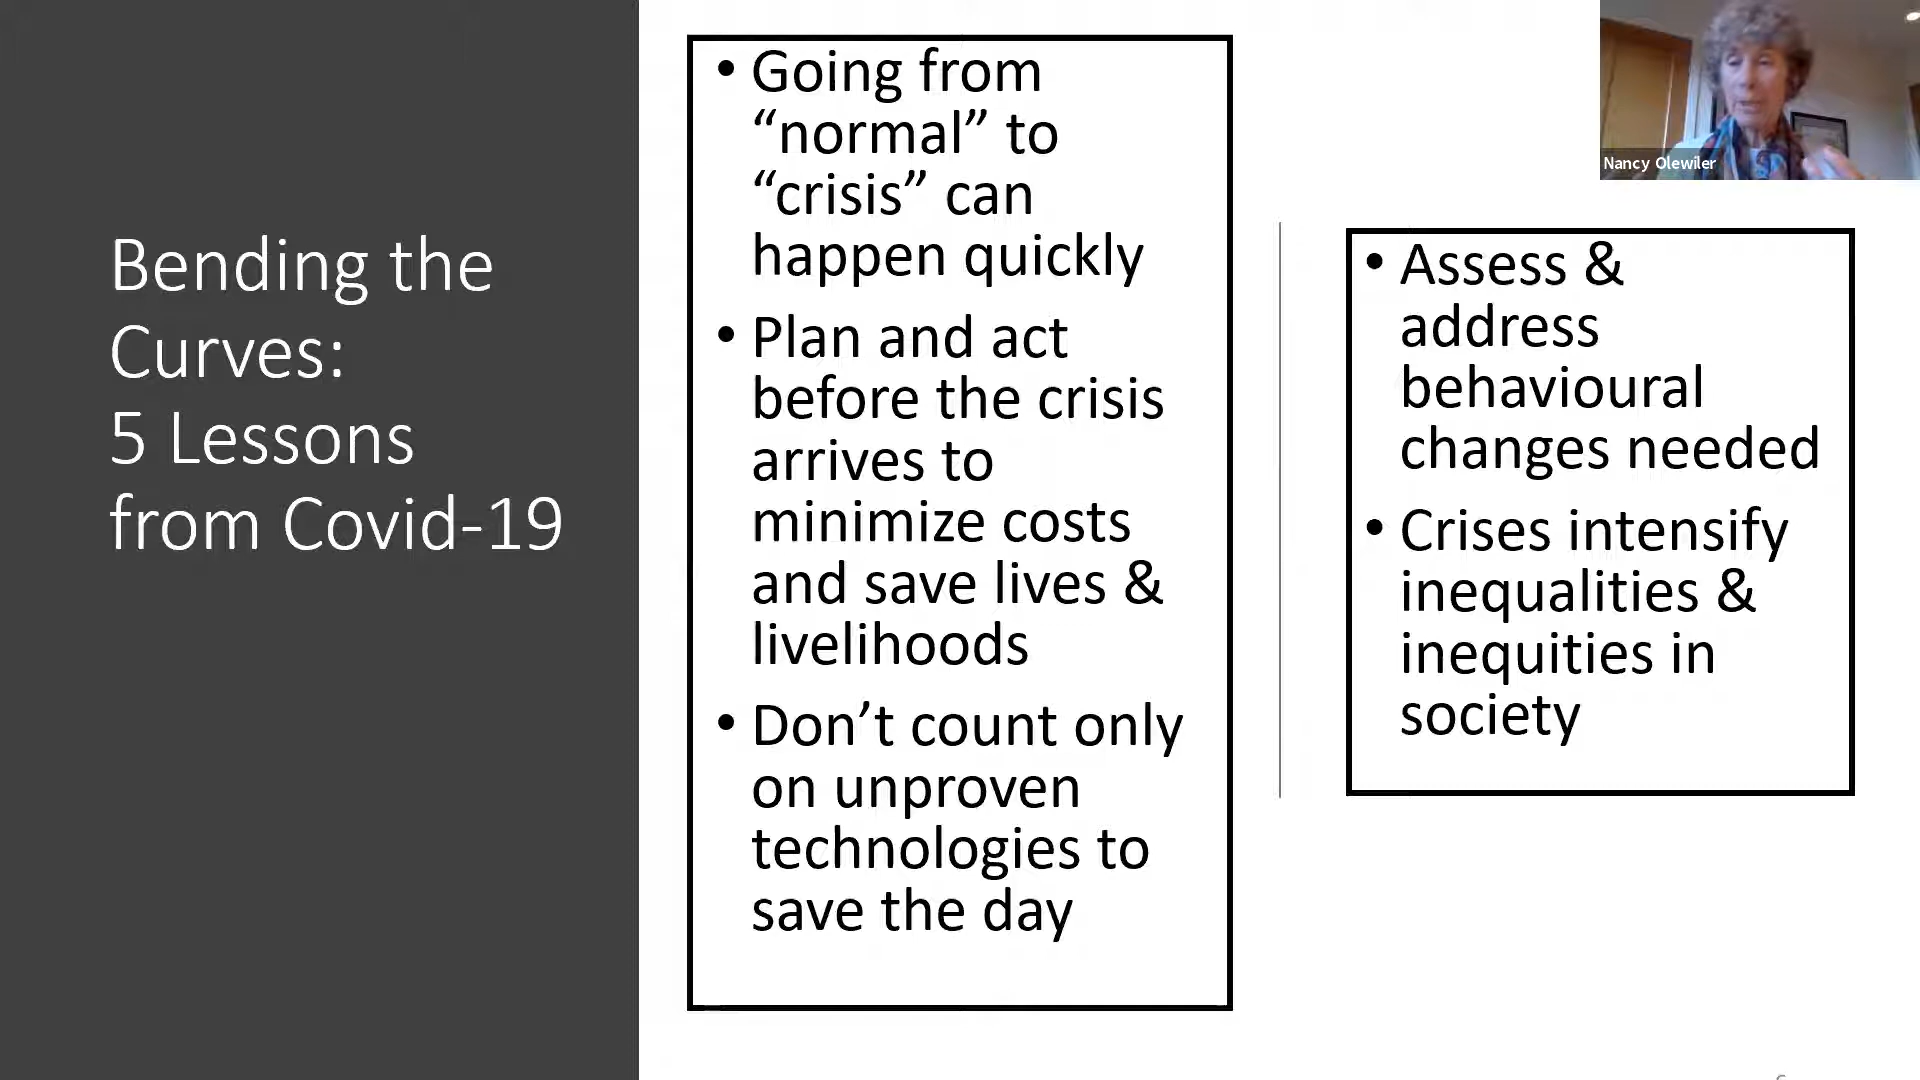 Bending the
Curves:
5 Lessons
from Covid-19
• Going from
“normal” to
“crisis” can
happen quickly
• Plan and act
before the crisis
arrives to
minimize costs
and save lives &
livelihoods
• Don’t count only
on unproven
technologies to
save the day
• Assess &
address
behavioural
changes needed
• Crises intensify
inequalities &
inequities in
society
Nancy Olewiler